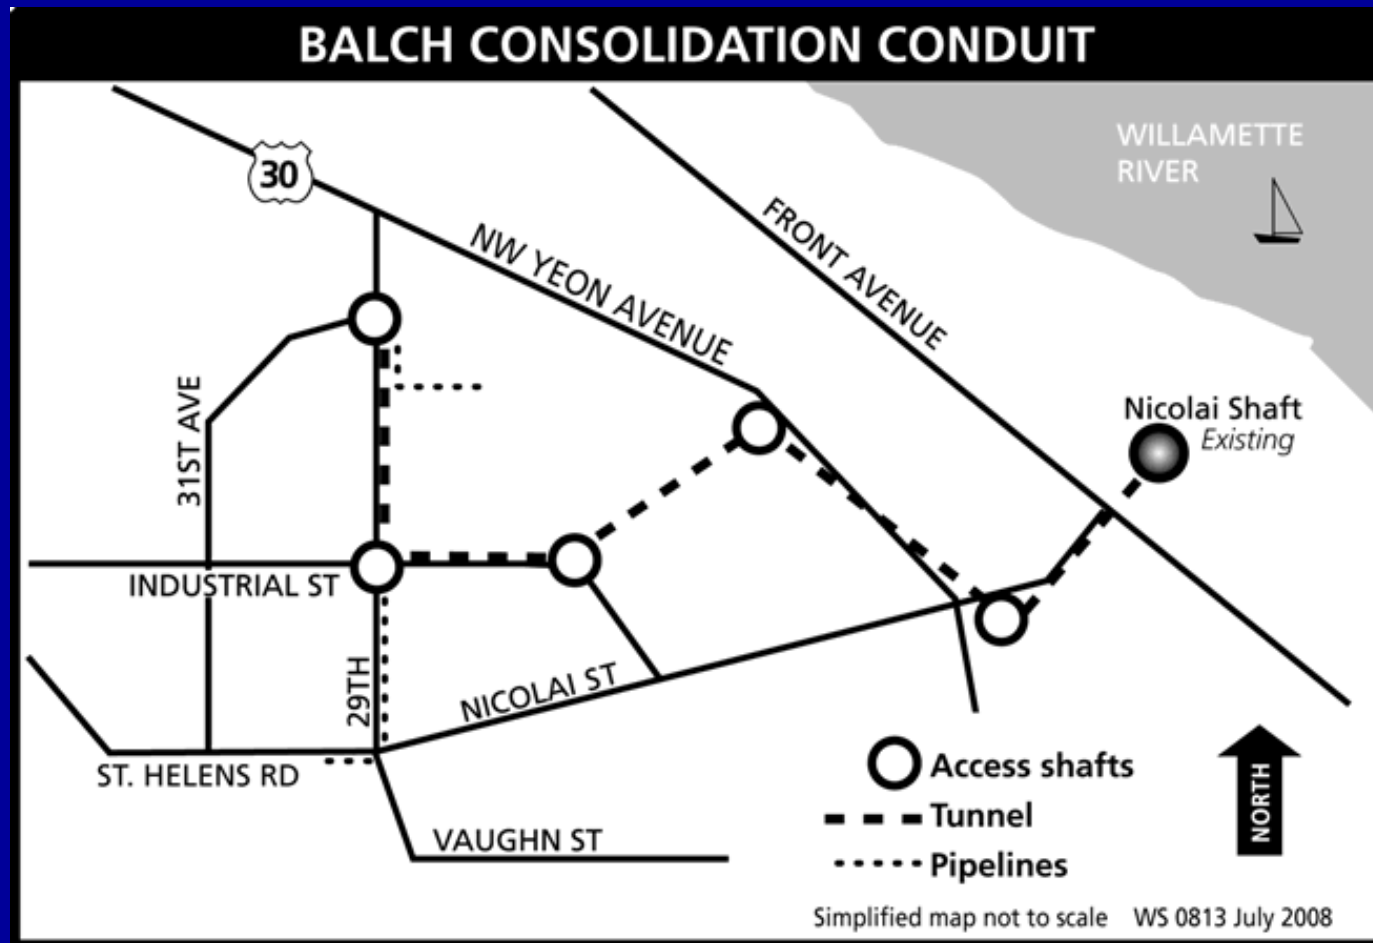 BALCH CONSOLIDATION CONDUIT
WILLAMETTE
RIVER
30
NW YEON AVENUE
FRONT AVENUE
31ST AVE
Nicolai Shaft
Existing
INDUSTRIAL ST
29TH
NICOLAI ST
ST. HELENS RD
VAUGHN ST
Access shafts
Tunnel
Pipelines
NORTH
Simplified map not to scale WS 0813 July 2008